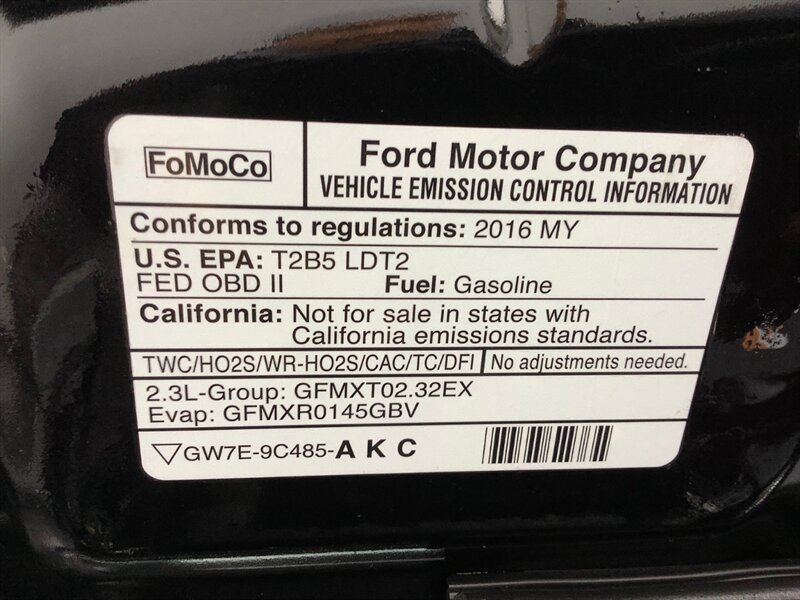 FoMoCo
Ford Motor Company
VEHICLE EMISSION CONTROL INFORMATION
Conforms to regulations: 2016 MY
U.S. EPA: T2B5 LDT2
FED OBD II Fuel: Gasoline
California: Not for sale in states with
California emissions standards.
TWC/HO2S/WR-HO2S/CAC/TC/DFI No adjustments needed.
2.3L-Group: GFMXT02.32EX
Evap: GFMXR0145GBV
GW7E-9C485-A K C